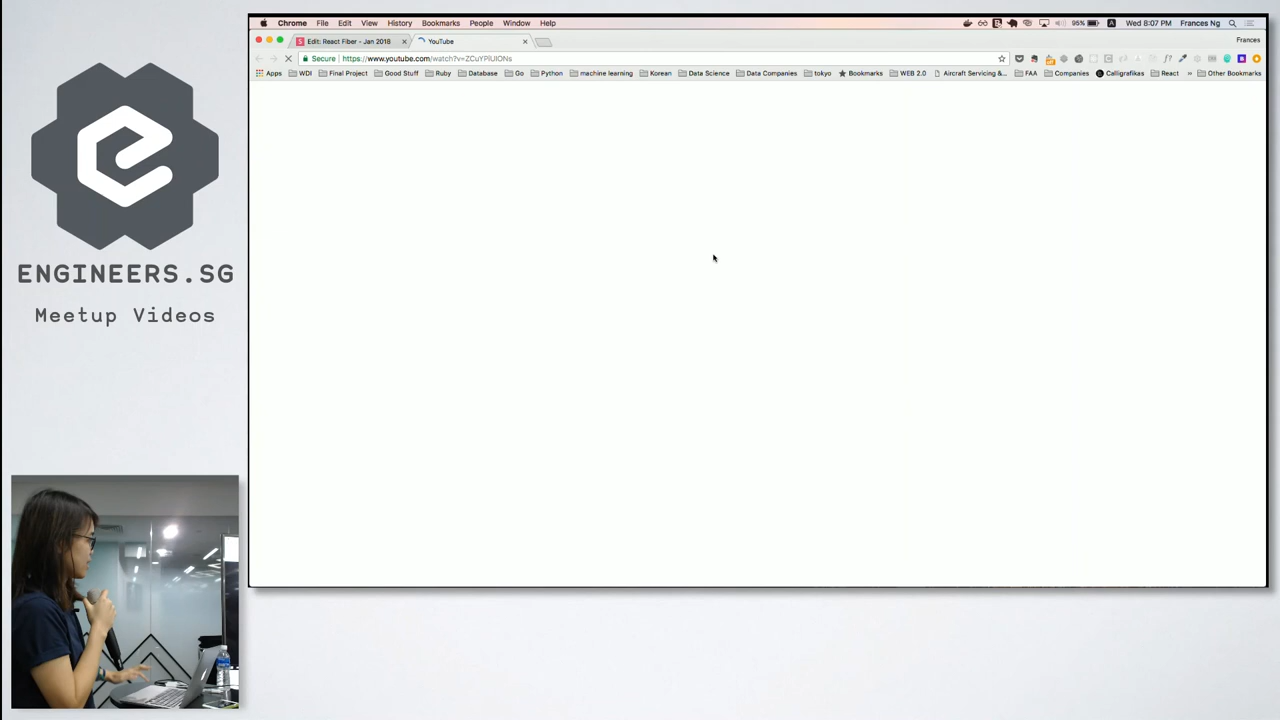 Chrome File Edit View History Bookmarks People Window Help 95% Wed 8:07 PM Frances Ng
Edit: React Fiber - Jan 2018 YouTube Frances
Secure https://www.youtube.com/watch?v=ZCuYPiUIONs
Apps WDI Final Project Good Stuff Ruby Database Go Python machine learning Korean Data Science Data Companies tokyo Bookmarks WEB 2.0 Aircraft Servicing &... FAA Companies Calligrafikas React Other Bookmarks
ENGINEERS.SG
Meetup Videos